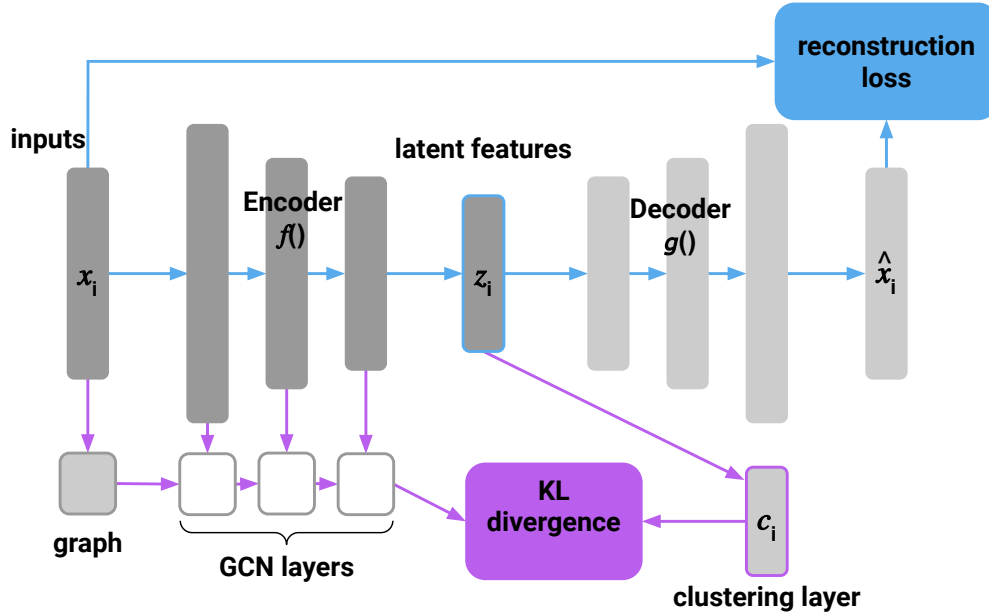 reconstruction
loss
inputs
latent features
Encoder
f()
Decoder
g()
x_i
z_i
x̂_i
KL
divergence
c_i
graph
GCN layers
clustering layer